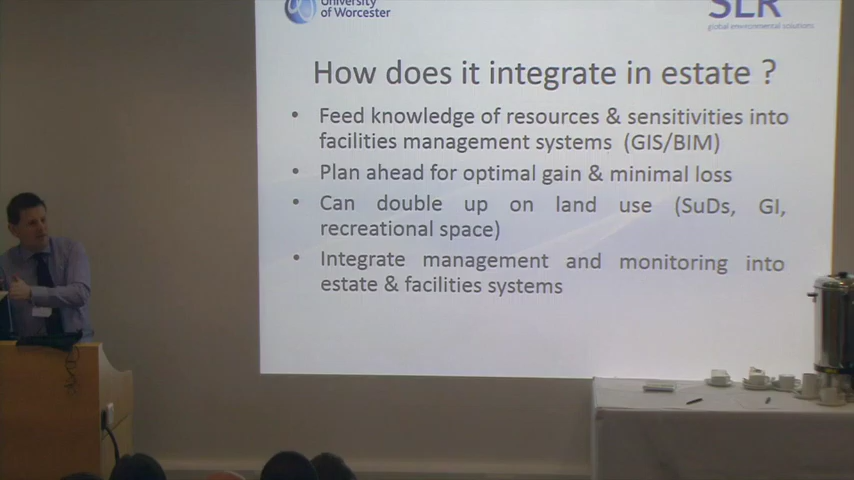 University
of Worcester
SLR
global environmental solutions
How does it integrate in estate ?
• Feed knowledge of resources & sensitivities into
facilities management systems (GIS/BIM)
• Plan ahead for optimal gain & minimal loss
• Can double up on land use (SuDs, GI,
recreational space)
• Integrate management and monitoring into
estate & facilities systems